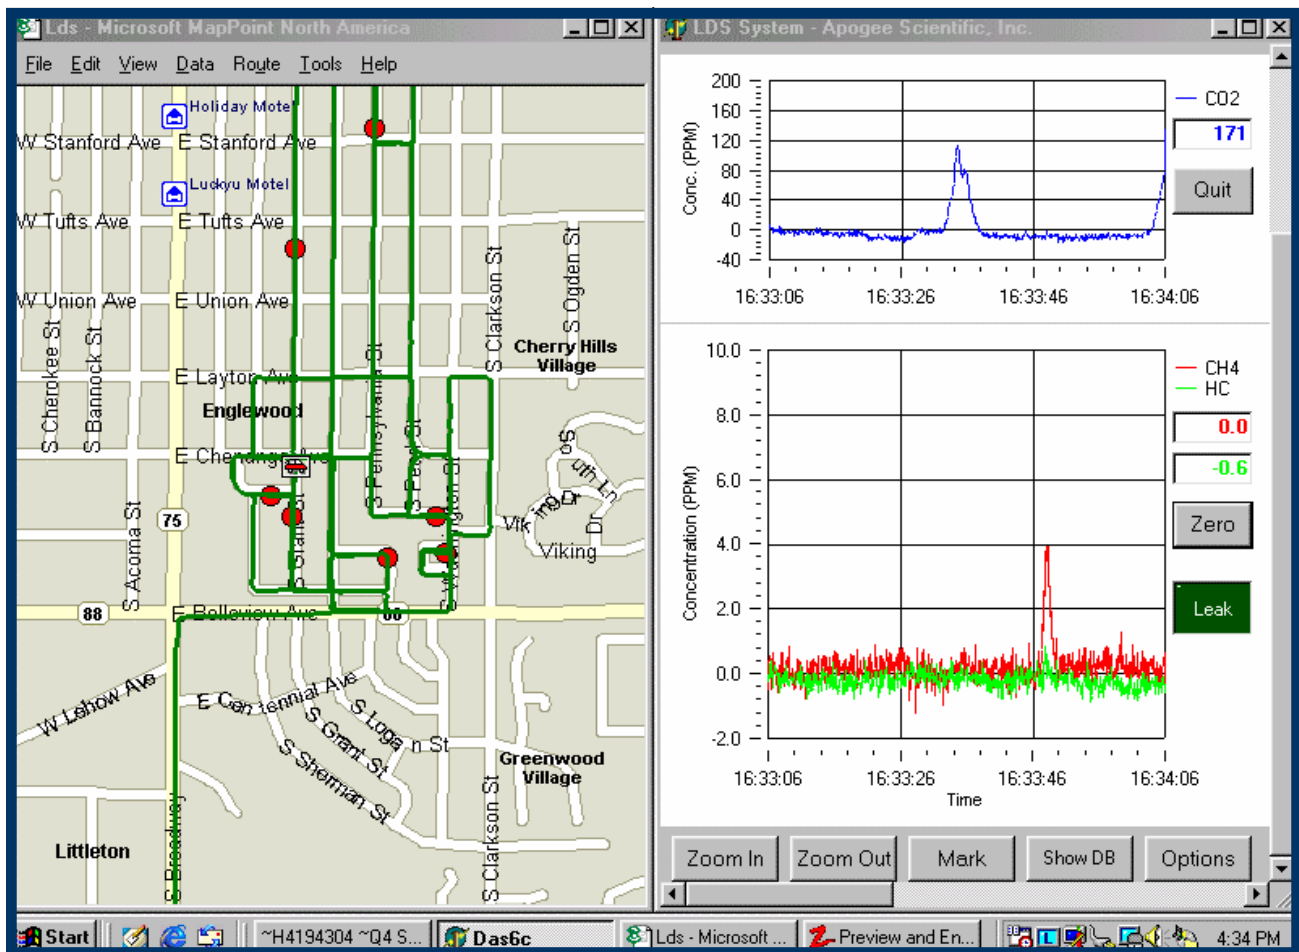 Lds - Microsoft MapPoint North America
File Edit View Data Route Tools Help
Holiday Motel
W Stanford Ave E Stanford Ave
Luckyu Motel
W Tufts Ave E Tufts Ave
W Union Ave E Union Ave
S Cherokee St
S Bannock St
S Acoma St
S Clarkson St
S Ogden St
Cherry Hills
Village
E Layton Ave
Englewood
S Pennsylvania St
S Pearl St
E Chenango Ave
S Grant St
S Washington St
South Ln
Viking Dr
Viking
75
88
E Belleview Ave
88
W Lehow Ave
E Centennial Ave
S Logan St
S Grant St
S Sherman St
Greenwood
Village
S Clarkson St
Littleton
S Broadway
LDS System - Apogee Scientific, Inc.
200
160
120
80
40
0
-40
Conc. (PPM)
16:33:06 16:33:26 16:33:46 16:34:06
CO2
171
Quit
10.0
8.0
6.0
4.0
2.0
0.0
-2.0
Concentration (PPM)
16:33:06 16:33:26 16:33:46 16:34:06
Time
CH4
HC
0.0
-0.6
Zero
Leak
Zoom In Zoom Out Mark Show DB Options
Start ~H4194304 ~Q4 S... Das6c Lds - Microsoft ... Preview and En... 4:34 PM